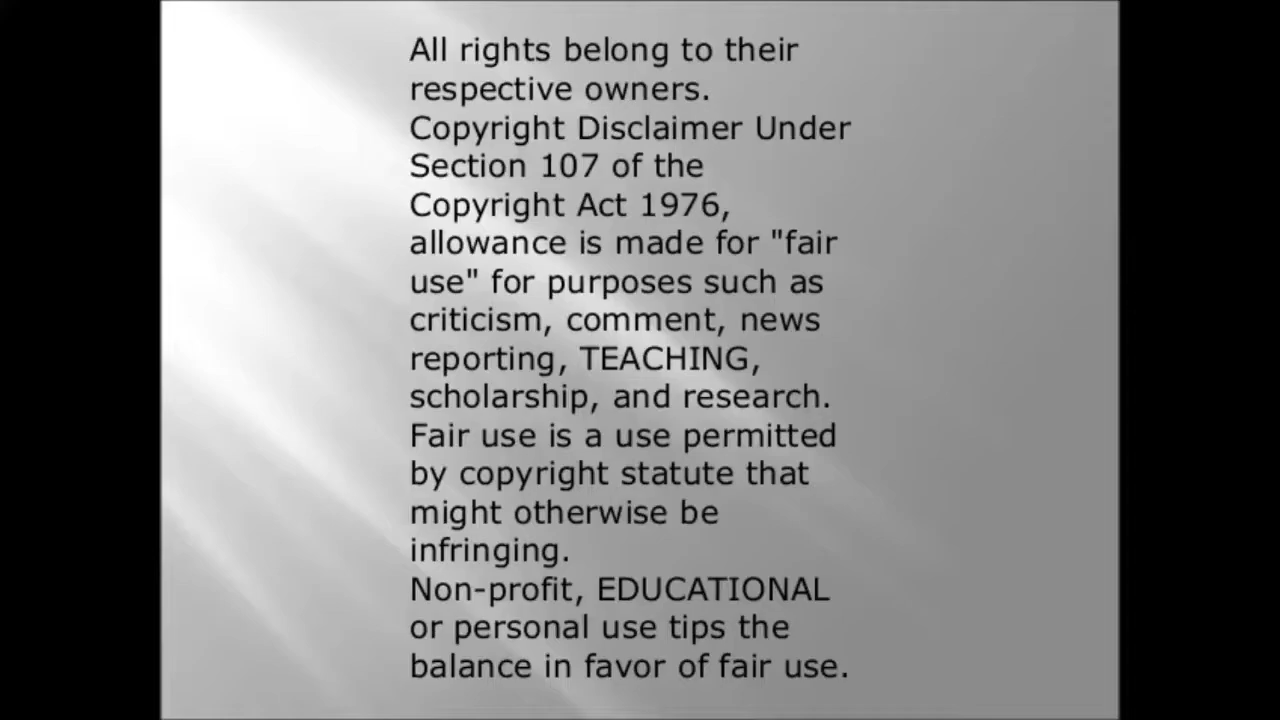 All rights belong to their
respective owners.
Copyright Disclaimer Under
Section 107 of the
Copyright Act 1976,
allowance is made for "fair
use" for purposes such as
criticism, comment, news
reporting, TEACHING,
scholarship, and research.
Fair use is a use permitted
by copyright statute that
might otherwise be
infringing.
Non-profit, EDUCATIONAL
or personal use tips the
balance in favor of fair use.